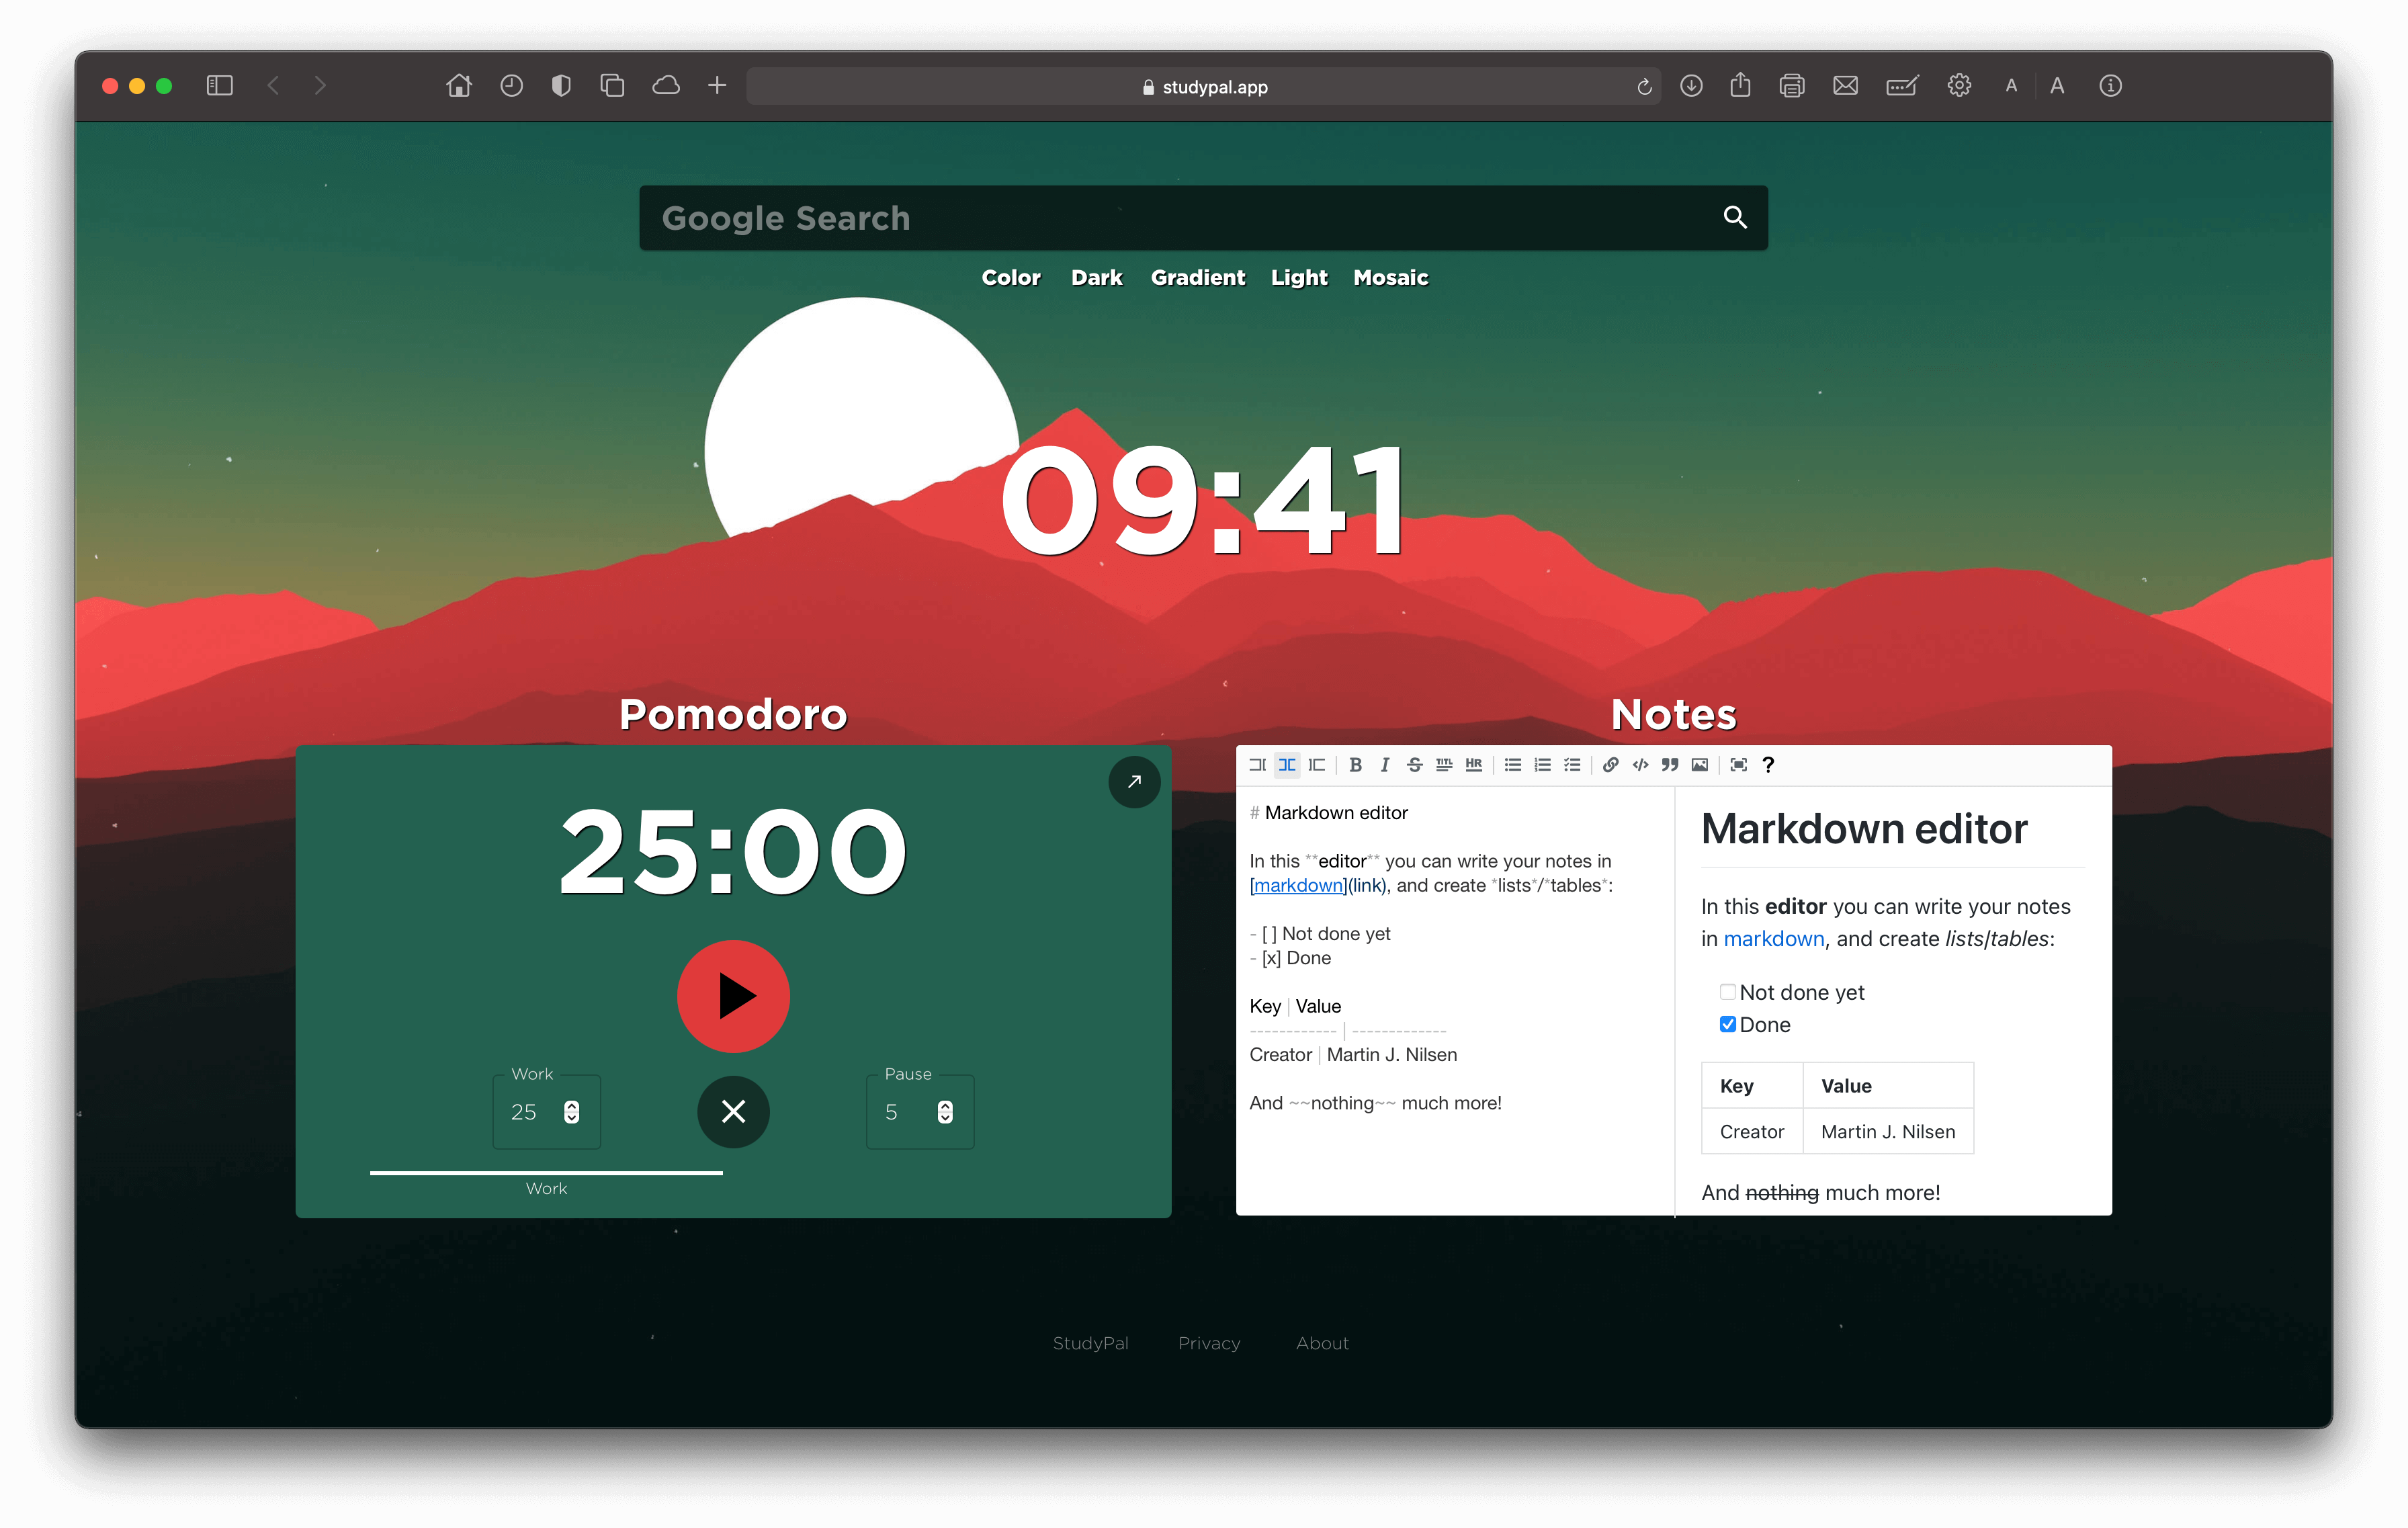 studypal.app
A A
Google Search
Color Dark Gradient Light Mosaic
09:41
Pomodoro
25:00
Work
25
Pause
5
Work
Notes
B I S TITL HR ?
# Markdown editor
In this **editor** you can write your notes in
[markdown](link), and create *lists*/*tables*:
- [ ] Not done yet
- [x] Done
Key | Value
------------ | -------------
Creator | Martin J. Nilsen
And ~~nothing~~ much more!
Markdown editor
In this editor you can write your notes
in markdown, and create lists/tables:
Not done yet
Done
Key Value
Creator Martin J. Nilsen
And nothing much more!
StudyPal Privacy About